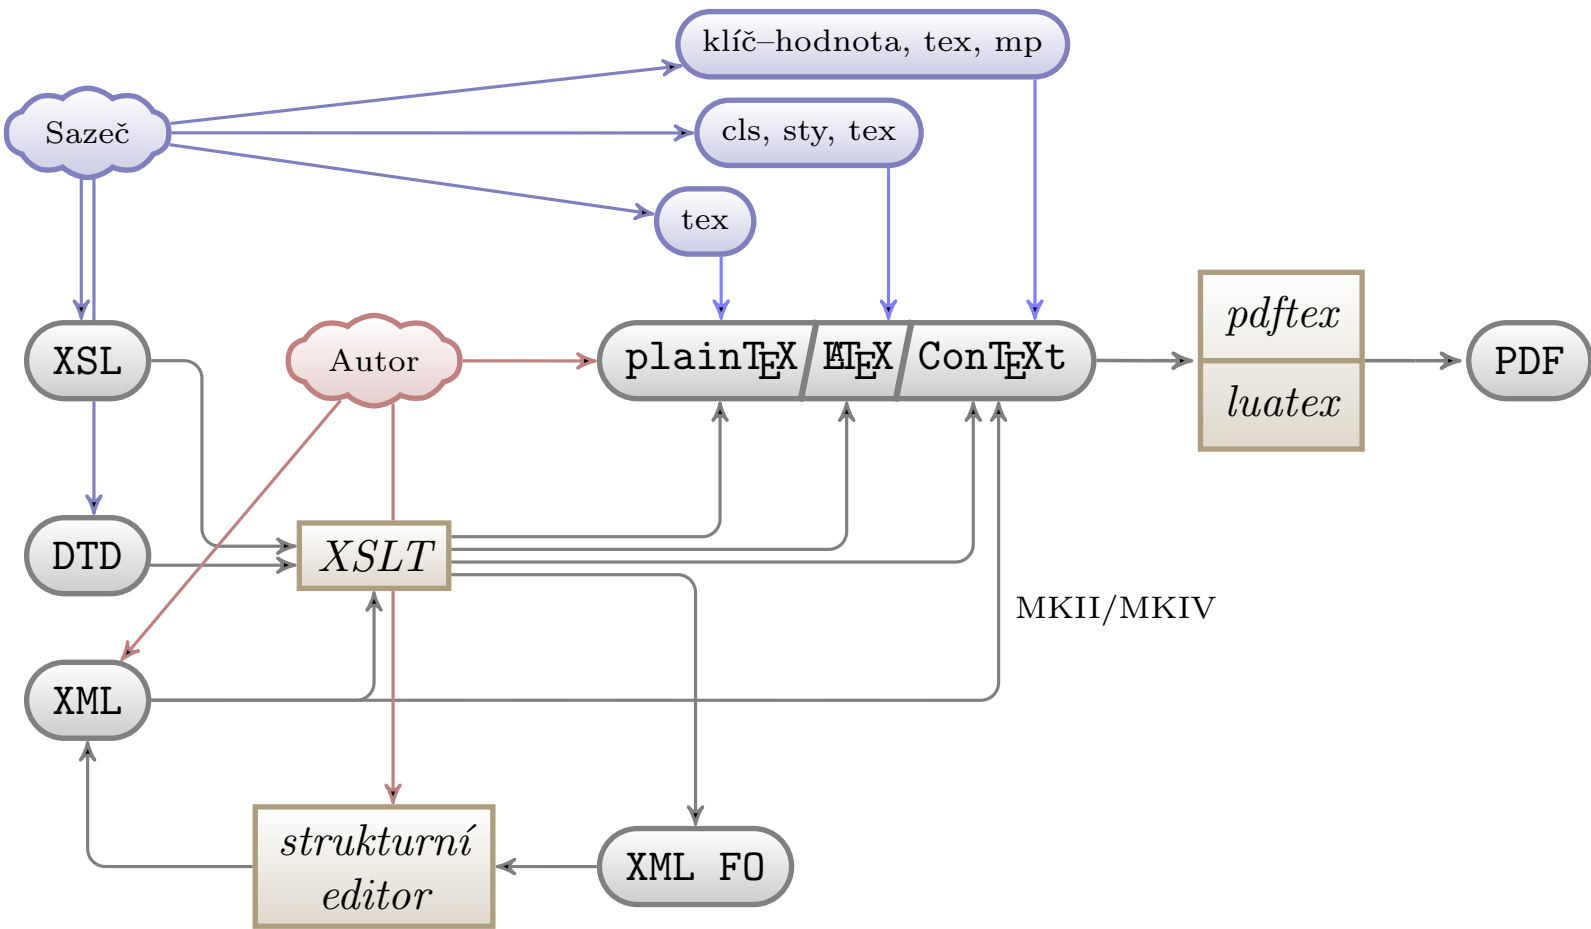 klíč–hodnota, tex, mp
Sazeč
cls, sty, tex
tex
pdftex
XSL
Autor
plainTEX / LATEX / ConTEXt
PDF
luatex
DTD
XSLT
MKII/MKIV
XML
strukturní
editor
XML FO